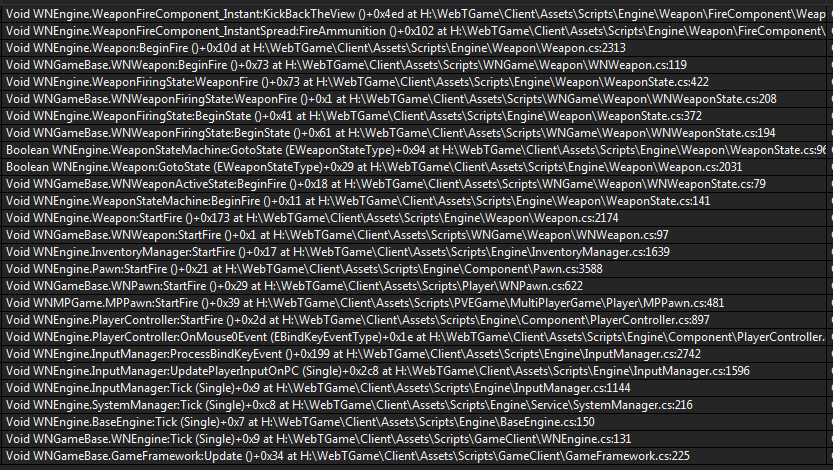 Void WNEngine.WeaponFireComponent_Instant:KickBackTheView ()+0x4ed at H:\WebTGame\Client\Assets\Scripts\Engine\Weapon\FireComponent\Weap
Void WNEngine.WeaponFireComponent_InstantSpread:FireAmmunition ()+0x102 at H:\WebTGame\Client\Assets\Scripts\Engine\Weapon\FireComponent\
Void WNEngine.Weapon:BeginFire ()+0x10d at H:\WebTGame\Client\Assets\Scripts\Engine\Weapon\Weapon.cs:2313
Void WNGameBase.WNWeapon:BeginFire ()+0x73 at H:\WebTGame\Client\Assets\Scripts\WNGame\Weapon\WNWeapon.cs:119
Void WNEngine.WeaponFiringState:WeaponFire ()+0x73 at H:\WebTGame\Client\Assets\Scripts\Engine\Weapon\WeaponState.cs:422
Void WNGameBase.WNWeaponFiringState:WeaponFire ()+0x1 at H:\WebTGame\Client\Assets\Scripts\WNGame\Weapon\WNWeaponState.cs:208
Void WNEngine.WeaponFiringState:BeginState ()+0x41 at H:\WebTGame\Client\Assets\Scripts\Engine\Weapon\WeaponState.cs:372
Void WNGameBase.WNWeaponFiringState:BeginState ()+0x61 at H:\WebTGame\Client\Assets\Scripts\WNGame\Weapon\WNWeaponState.cs:194
Boolean WNEngine.WeaponStateMachine:GotoState (EWeaponStateType)+0x94 at H:\WebTGame\Client\Assets\Scripts\Engine\Weapon\WeaponState.cs:96
Boolean WNEngine.Weapon:GotoState (EWeaponStateType)+0x29 at H:\WebTGame\Client\Assets\Scripts\Engine\Weapon\Weapon.cs:2031
Void WNGameBase.WNWeaponActiveState:BeginFire ()+0x18 at H:\WebTGame\Client\Assets\Scripts\WNGame\Weapon\WNWeaponState.cs:79
Void WNEngine.WeaponStateMachine:BeginFire ()+0x11 at H:\WebTGame\Client\Assets\Scripts\Engine\Weapon\WeaponState.cs:141
Void WNEngine.Weapon:StartFire ()+0x173 at H:\WebTGame\Client\Assets\Scripts\Engine\Weapon\Weapon.cs:2174
Void WNGameBase.WNWeapon:StartFire ()+0x1 at H:\WebTGame\Client\Assets\Scripts\WNGame\Weapon\WNWeapon.cs:97
Void WNEngine.InventoryManager:StartFire ()+0x17 at H:\WebTGame\Client\Assets\Scripts\Engine\InventoryManager.cs:1639
Void WNEngine.Pawn:StartFire ()+0x21 at H:\WebTGame\Client\Assets\Scripts\Engine\Component\Pawn.cs:3588
Void WNGameBase.WNPawn:StartFire ()+0x29 at H:\WebTGame\Client\Assets\Scripts\Player\WNPawn.cs:622
Void WNMPGame.MPPawn:StartFire ()+0x39 at H:\WebTGame\Client\Assets\Scripts\PVEGame\MultiPlayerGame\Player\MPPawn.cs:481
Void WNEngine.PlayerController:StartFire ()+0x2d at H:\WebTGame\Client\Assets\Scripts\Engine\Component\PlayerController.cs:897
Void WNEngine.PlayerController:OnMouse0Event (EBindKeyEventType)+0x1e at H:\WebTGame\Client\Assets\Scripts\Engine\Component\PlayerController.
Void WNEngine.InputManager:ProcessBindKeyEvent ()+0x199 at H:\WebTGame\Client\Assets\Scripts\Engine\InputManager.cs:2742
Void WNEngine.InputManager:UpdatePlayerInputOnPC (Single)+0x2c8 at H:\WebTGame\Client\Assets\Scripts\Engine\InputManager.cs:1596
Void WNEngine.InputManager:Tick (Single)+0x9 at H:\WebTGame\Client\Assets\Scripts\Engine\InputManager.cs:1144
Void WNEngine.SystemManager:Tick (Single)+0xc8 at H:\WebTGame\Client\Assets\Scripts\Engine\Service\SystemManager.cs:216
Void WNEngine.BaseEngine:Tick (Single)+0x7 at H:\WebTGame\Client\Assets\Scripts\Engine\BaseEngine.cs:150
Void WNGameBase.WNEngine:Tick (Single)+0x9 at H:\WebTGame\Client\Assets\Scripts\GameClient\WNEngine.cs:131
Void WNGameBase.GameFramework:Update ()+0x34 at H:\WebTGame\Client\Assets\Scripts\GameClient\GameFramework.cs:225